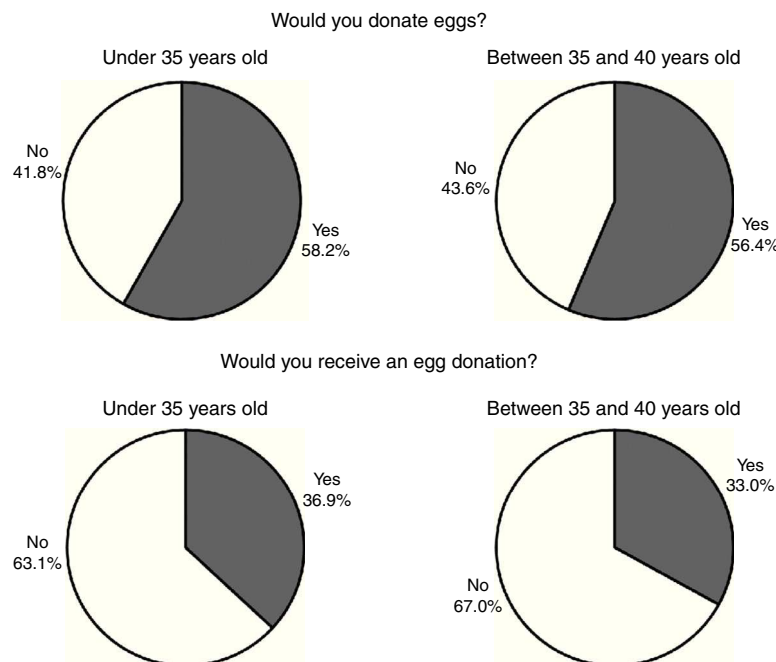 Would you donate eggs?
Under 35 years old
Between 35 and 40 years old
No
41.8%
Yes
58.2%
No
43.6%
Yes
56.4%
Would you receive an egg donation?
Under 35 years old
Between 35 and 40 years old
Yes
36.9%
No
63.1%
Yes
33.0%
No
67.0%